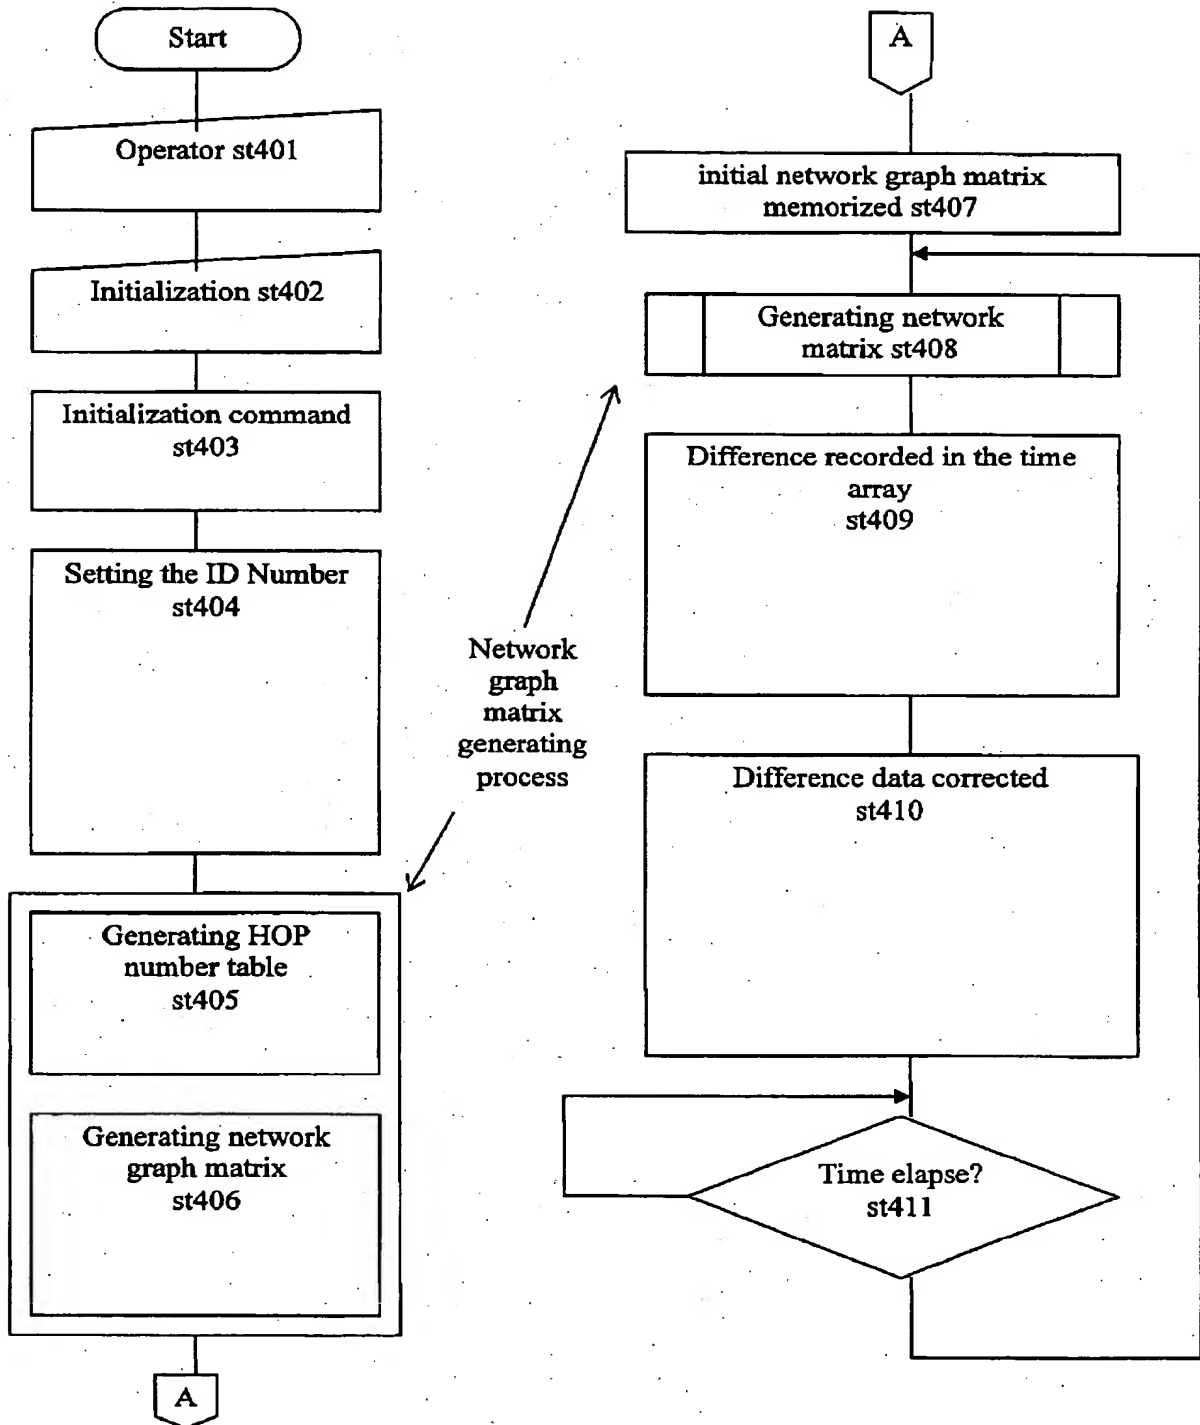 Start
Operator st401
Initialization st402
Initialization command
st403
Setting the ID Number
st404
Generating HOP
number table
st405
Generating network
graph matrix
st406
A
Network
graph
matrix
generating
process
A
initial network graph matrix
memorized st407
Generating network
matrix st408
Difference recorded in the time
array
st409
Difference data corrected
st410
Time elapse?
st411